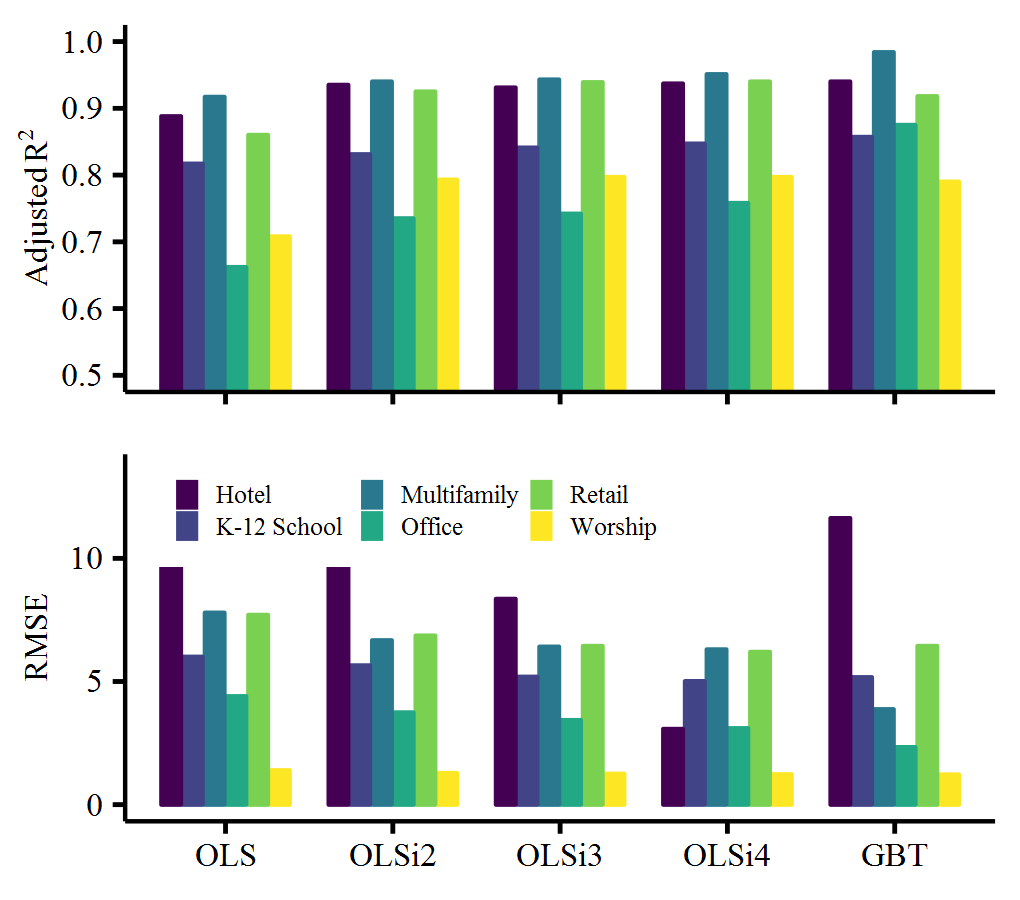 Adjusted R²
1.0
0.9
0.8
0.7
0.6
0.5
RMSE
10
5
0
Hotel Multifamily Retail
K-12 School Office Worship
OLS OLSi2 OLSi3 OLSi4 GBT